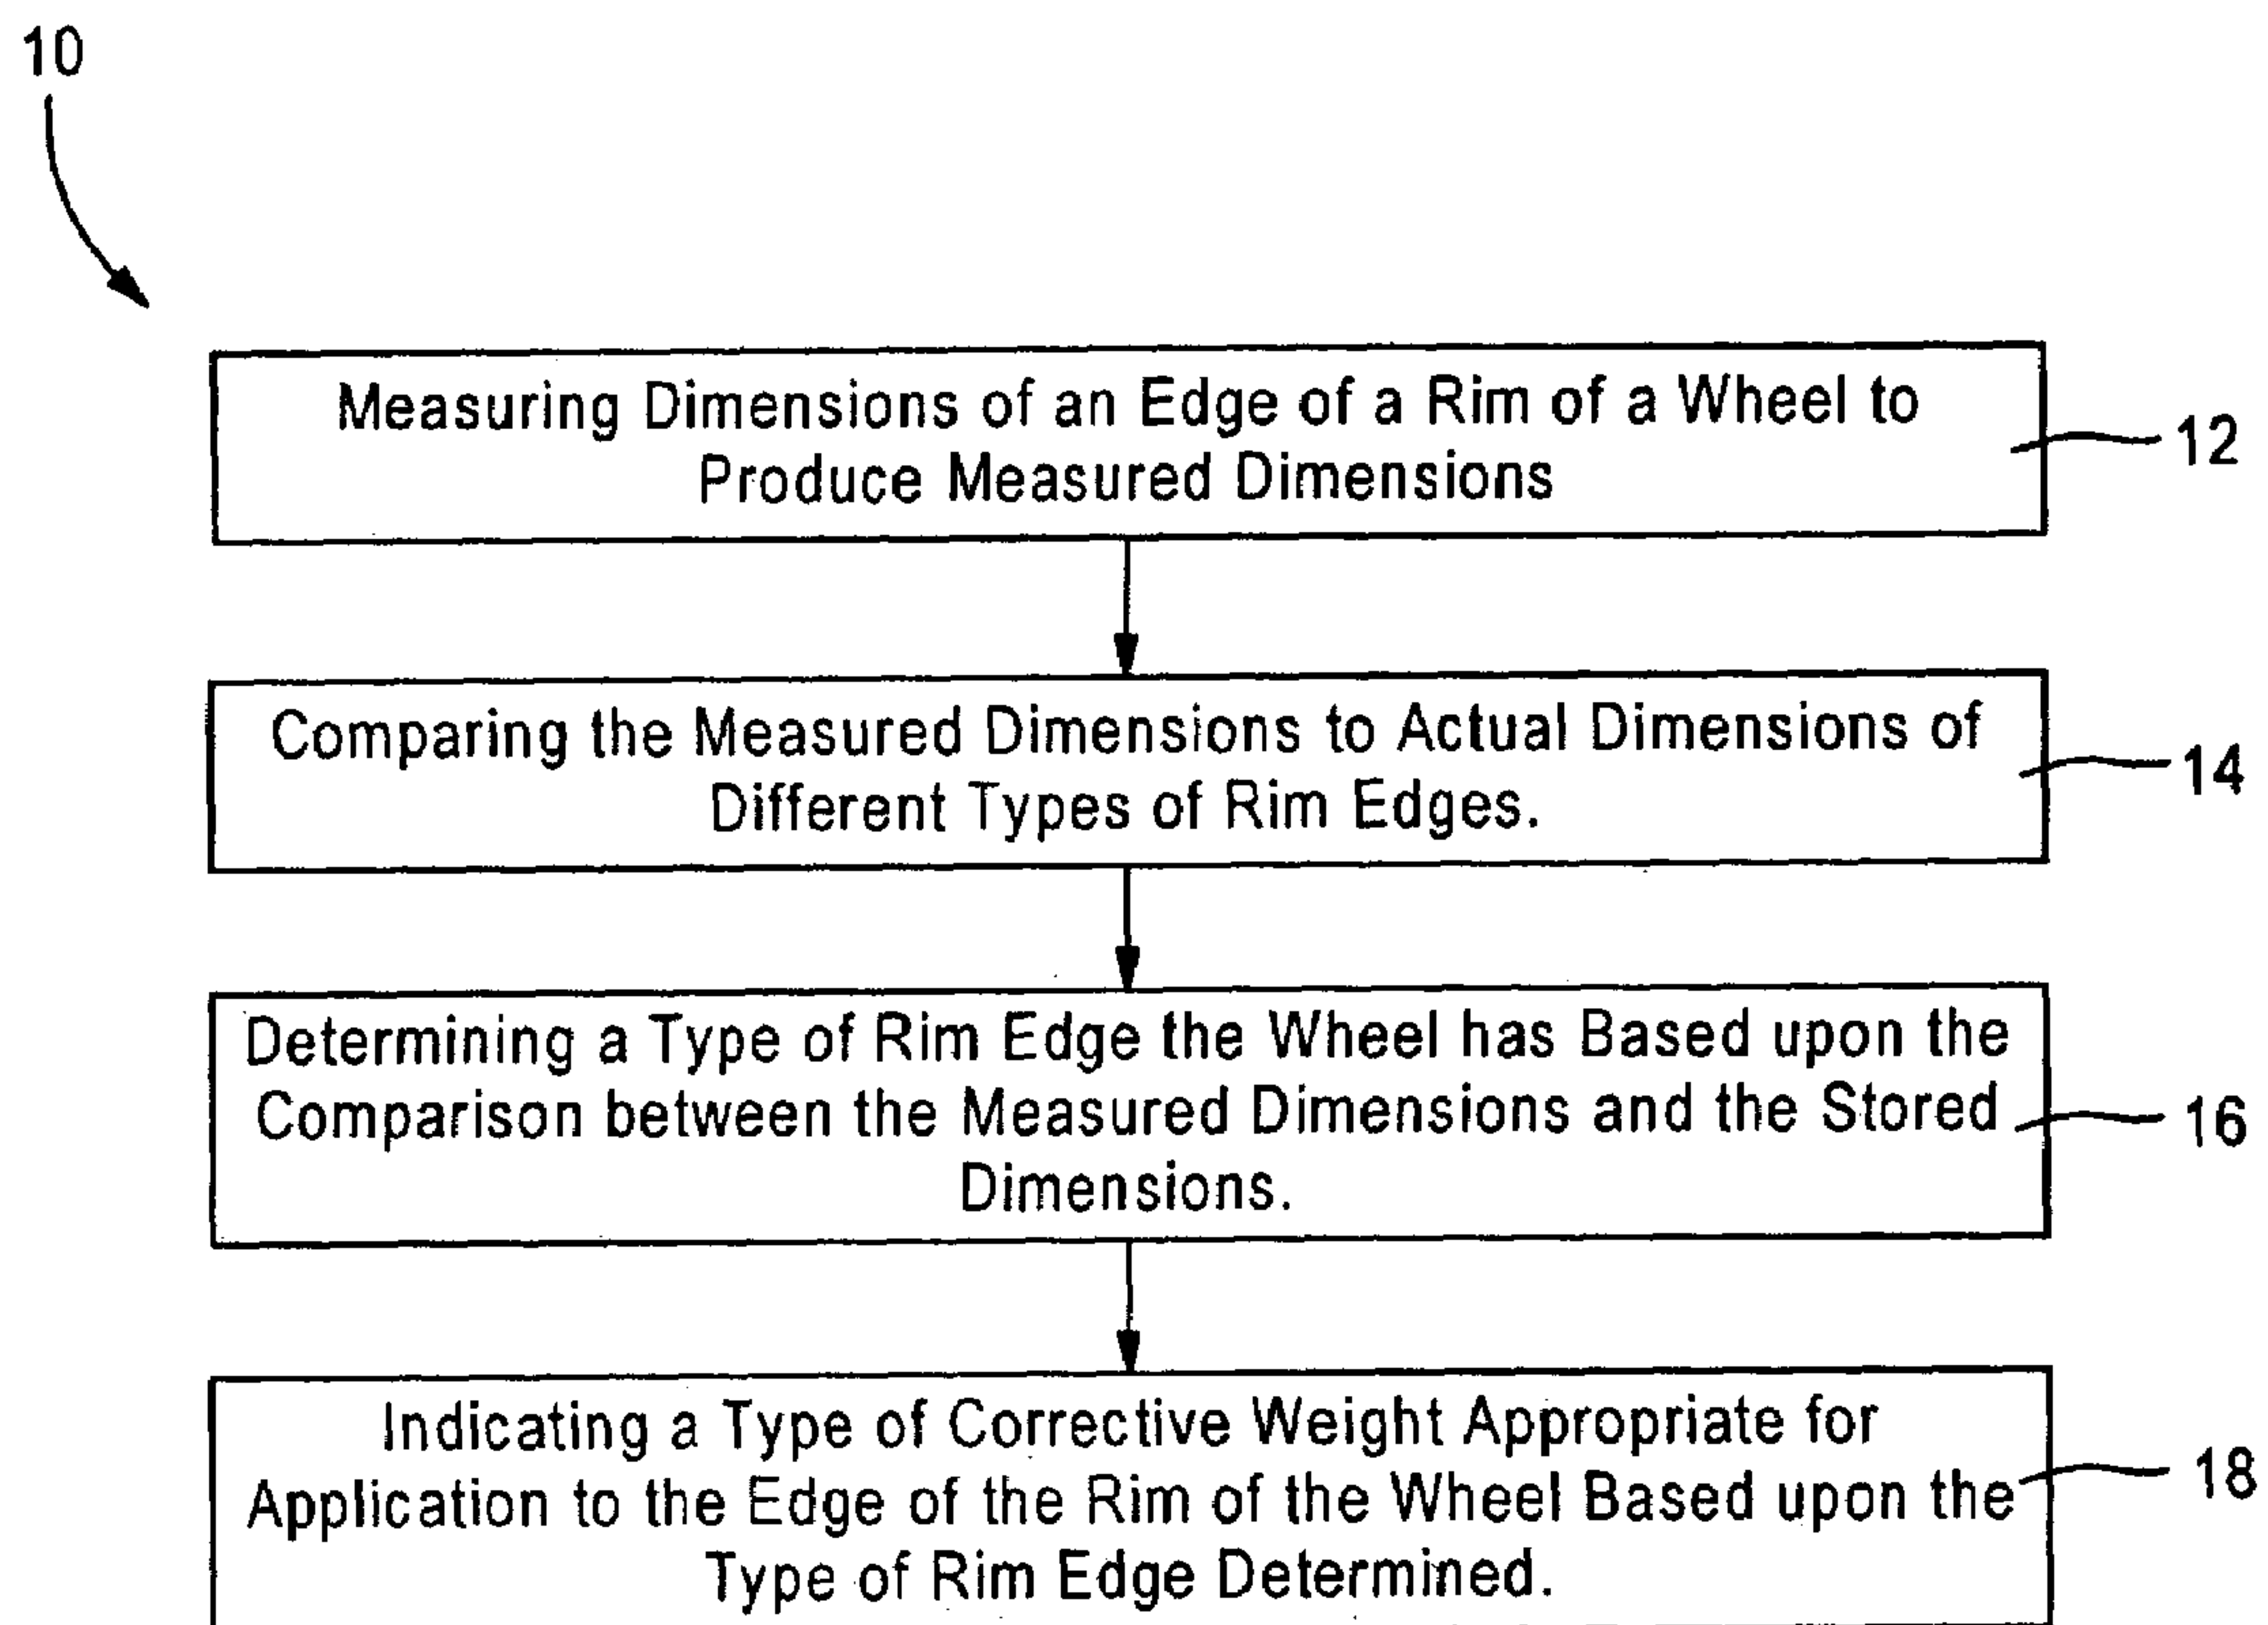 10
Measuring Dimensions of an Edge of a Rim of a Wheel to
Produce Measured Dimensions
12
Comparing the Measured Dimensions to Actual Dimensions of
Different Types of Rim Edges.
14
Determining a Type of Rim Edge the Wheel has Based upon the
Comparison between the Measured Dimensions and the Stored
Dimensions.
16
Indicating a Type of Corrective Weight Appropriate for
Application to the Edge of the Rim of the Wheel Based upon the
Type of Rim Edge Determined.
18